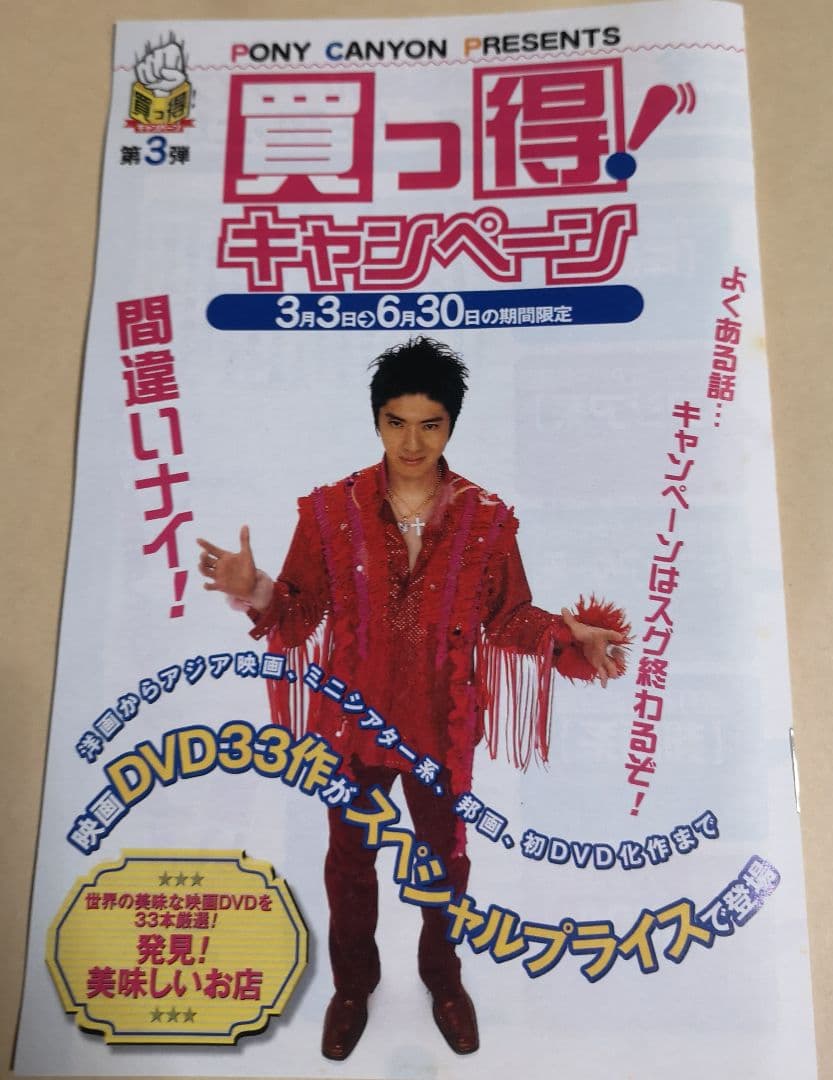 PONY CANYON PRESENTS
買っ得
キャンペーン
第3弾
買っ得!
キャンペーン
3月3日→6月30日の期間限定
間違いナイ!
よくある話…
キャンペーンはスグ終わるぞ!
洋画からアジア映画、ミニシアター系、邦画、初DVD化作まで
映画DVD33作がスペシャルプライスで登場
★★★
世界の美味な映画DVDを
33本厳選!
発見!
美味しいお店
★★★